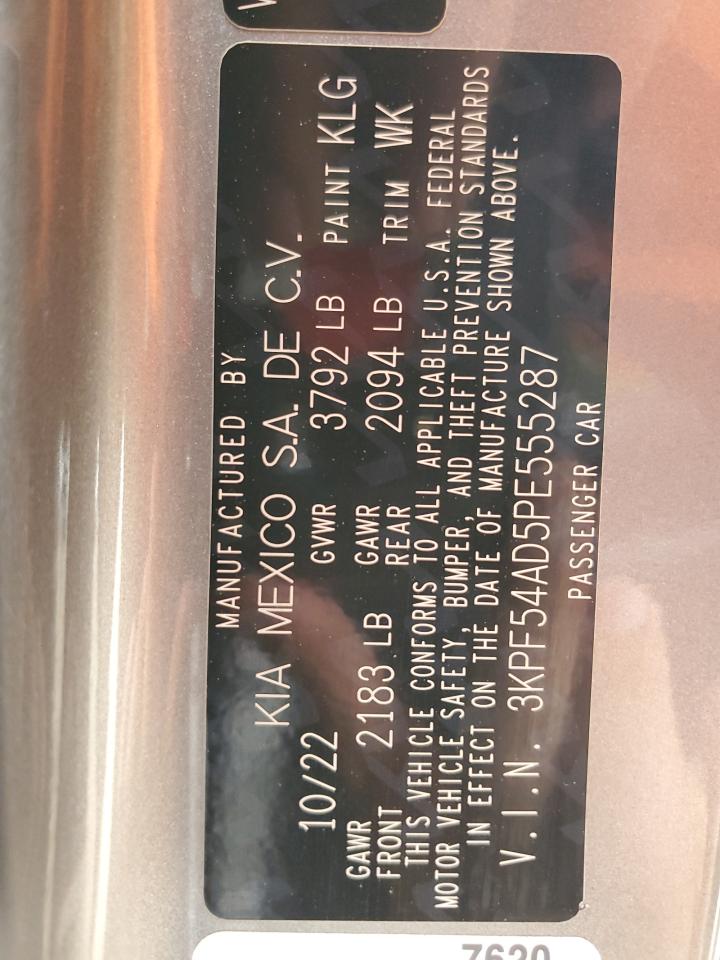 MANUFACTURED BY
KIA MEXICO S.A. DE C.V.
10/22 GVWR 3792 LB PAINT KLG
GAWR FRONT 2183 LB GAWR REAR 2094 LB TRIM WK
THIS VEHICLE CONFORMS TO ALL APPLICABLE U.S.A. FEDERAL
MOTOR VEHICLE SAFETY, BUMPER, AND THEFT PREVENTION STANDARDS
IN EFFECT ON THE DATE OF MANUFACTURE SHOWN ABOVE.
V.I.N. 3KPF54AD5PE555287
PASSENGER CAR